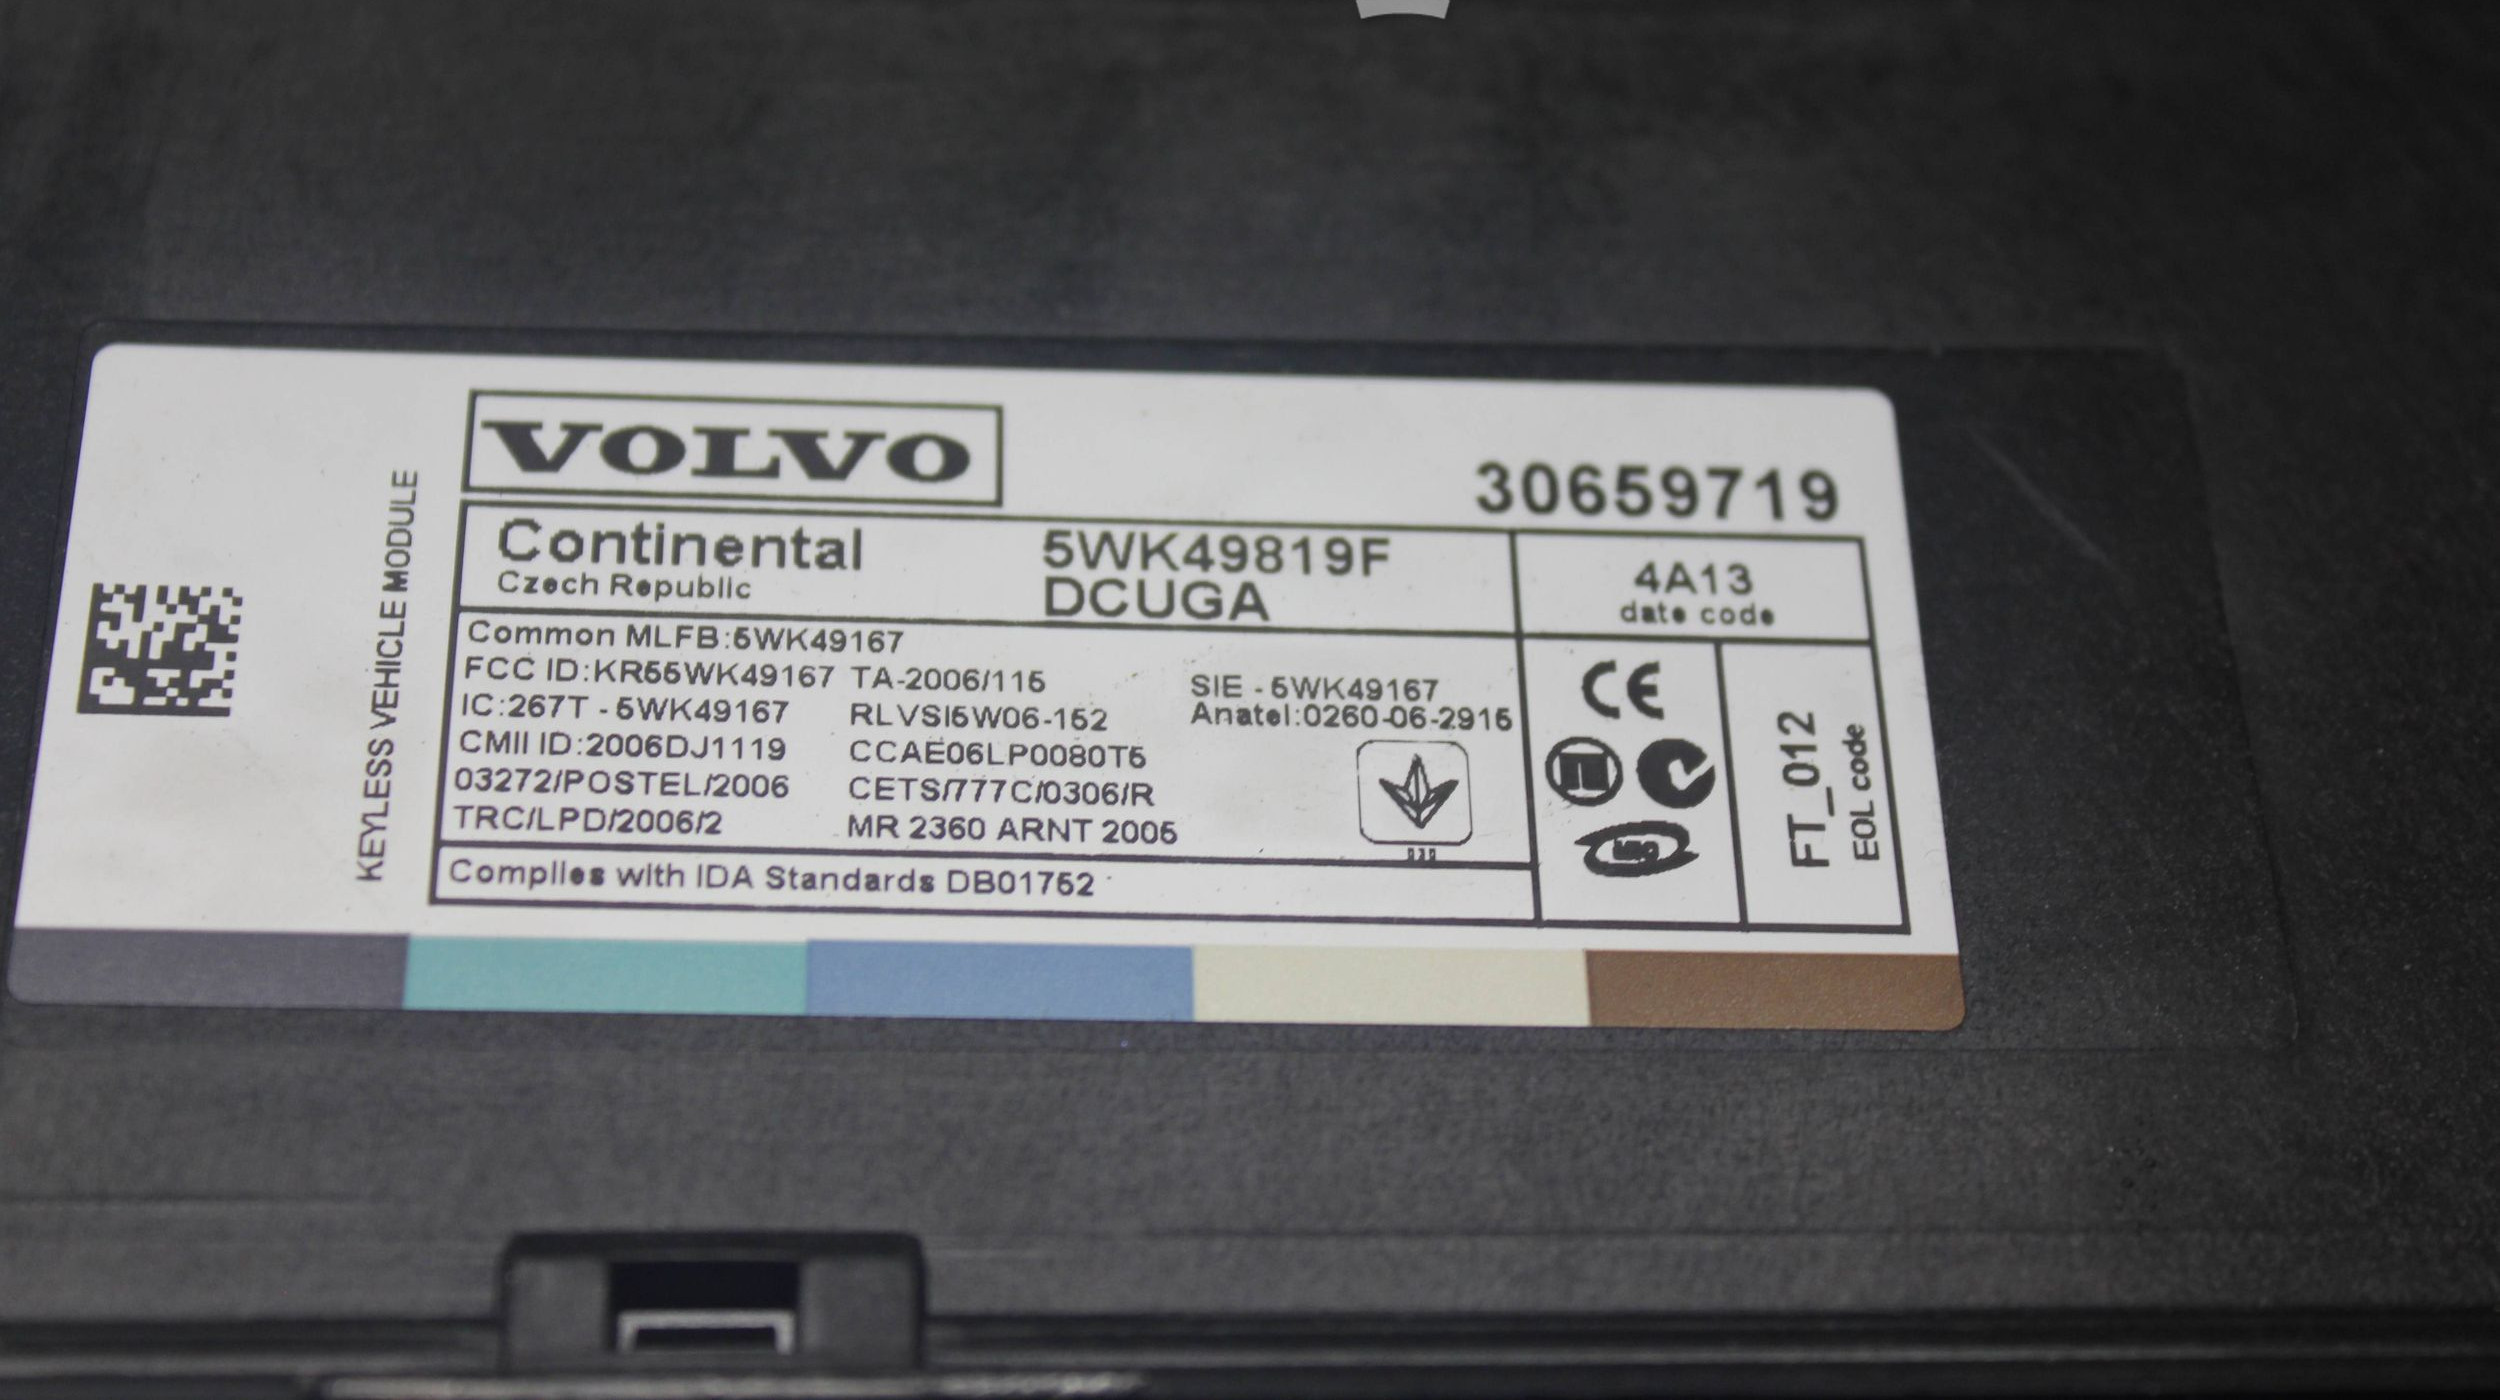 VOLVO
30659719
KEYLESS VEHICLE MODULE
Continental
Czech Republic
5WK49819F
DCUGA
4A13
date code
Common MLFB:5WK49167
FCC ID:KR55WK49167 TA-2006/115
SIE - 5WK49167
IC:267T - 5WK49167 RLVSI5W06-152
Anatel:0260-06-2915
CMII ID:2006DJ1119 CCAE06LP0080T5
03272/POSTEL/2006 CETS/777C/0306/R
TRC/LPD/2006/2 MR 2360 ARNT 2005
Complies with IDA Standards DB01752
CE
FT_012
EOL code